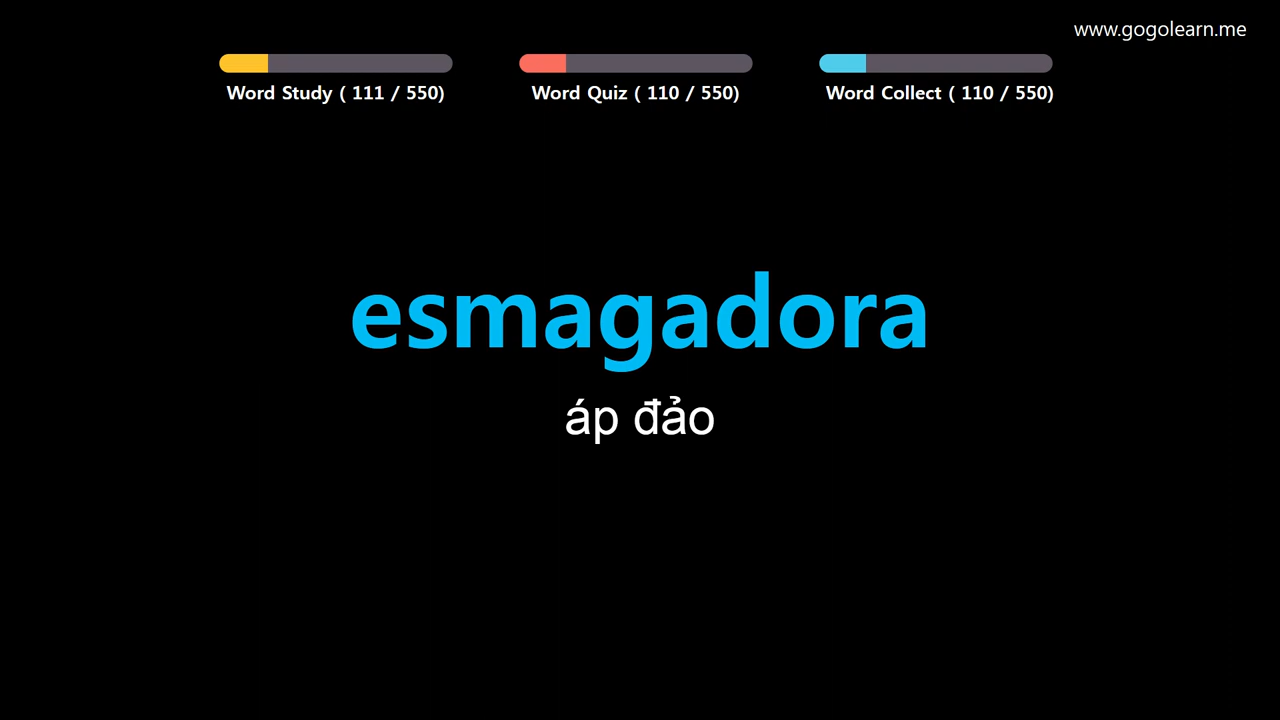 www.gogolearn.me
Word Study ( 111 / 550)
Word Quiz ( 110 / 550)
Word Collect ( 110 / 550)
esmagadora
áp đảo